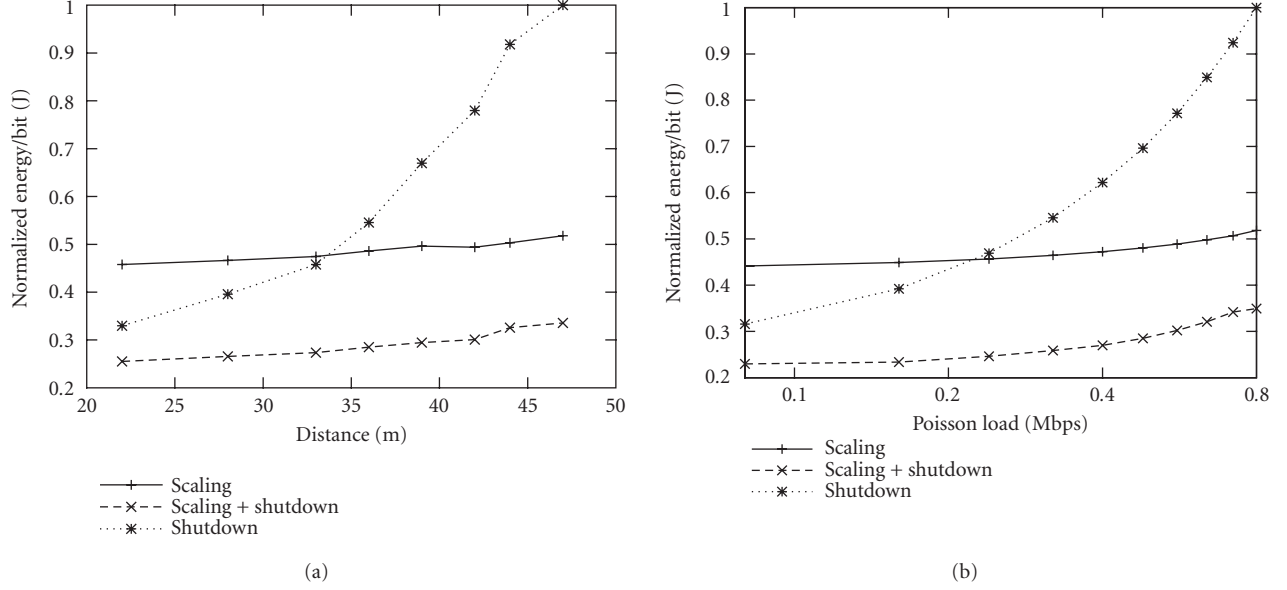 Normalized energy/bit (J)
1
0.9
0.8
0.7
0.6
0.5
0.4
0.3
0.2
20
25
30
35
40
45
50
Distance (m)
Scaling
Scaling + shutdown
Shutdown
(a)
Normalized energy/bit (J)
1
0.9
0.8
0.7
0.6
0.5
0.4
0.3
0.2
0.1
0.2
0.4
0.8
Poisson load (Mbps)
Scaling
Scaling + shutdown
Shutdown
(b)